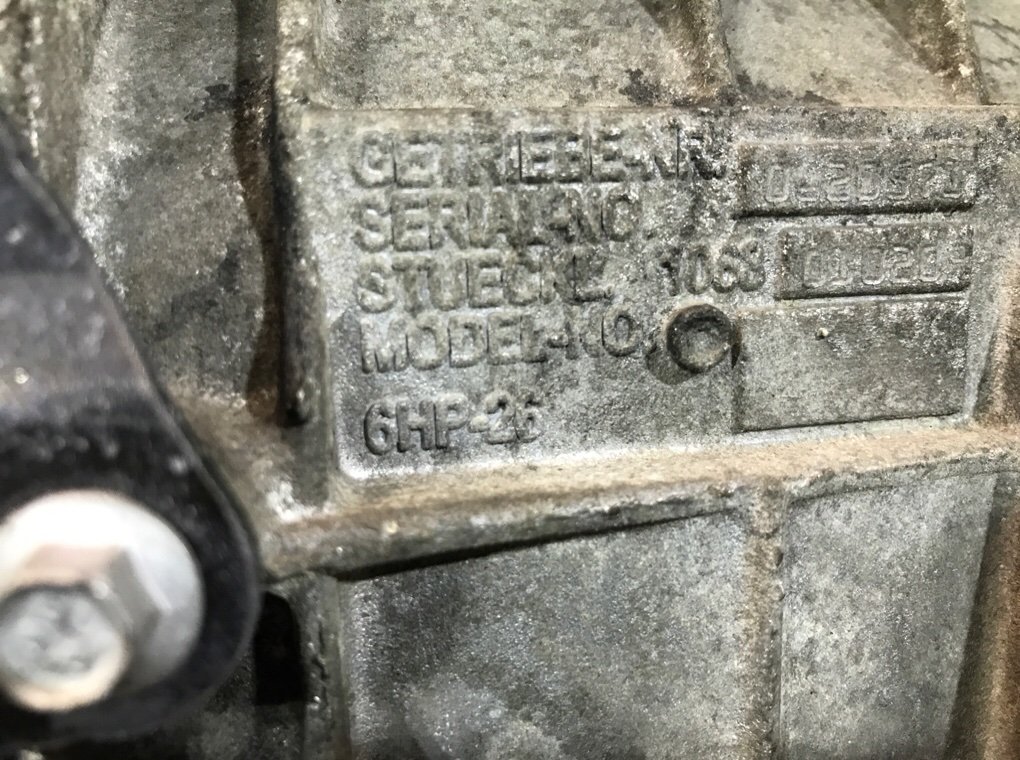 GETRIEBE-NR.
SERIAL-NO.
STUECKL. 1068
MODEL-NO.
6HP-26